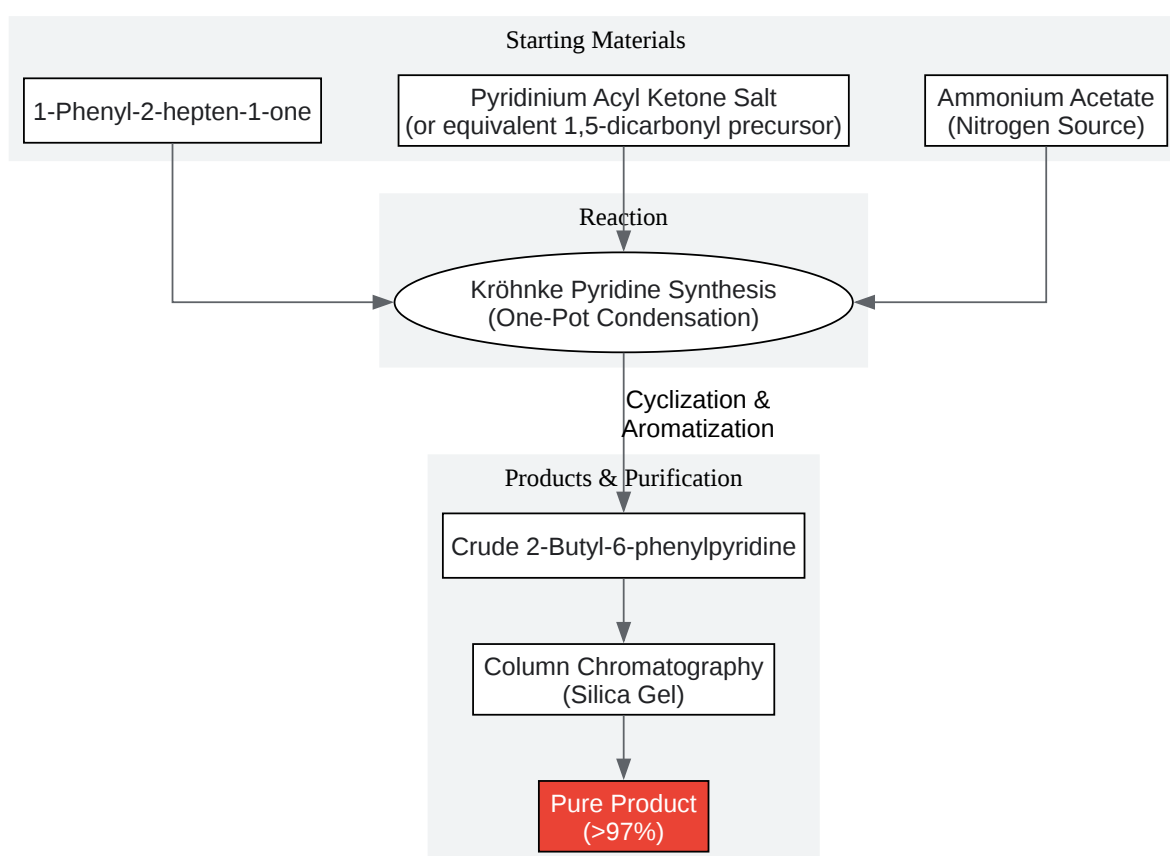 Starting Materials
1-Phenyl-2-hepten-1-one
Pyridinium Acyl Ketone Salt
(or equivalent 1,5-dicarbonyl precursor)
Ammonium Acetate
(Nitrogen Source)
Reaction
Kröhnke Pyridine Synthesis
(One-Pot Condensation)
Cyclization &
Aromatization
Products & Purification
Crude 2-Butyl-6-phenylpyridine
Column Chromatography
(Silica Gel)
Pure Product
(>97%)